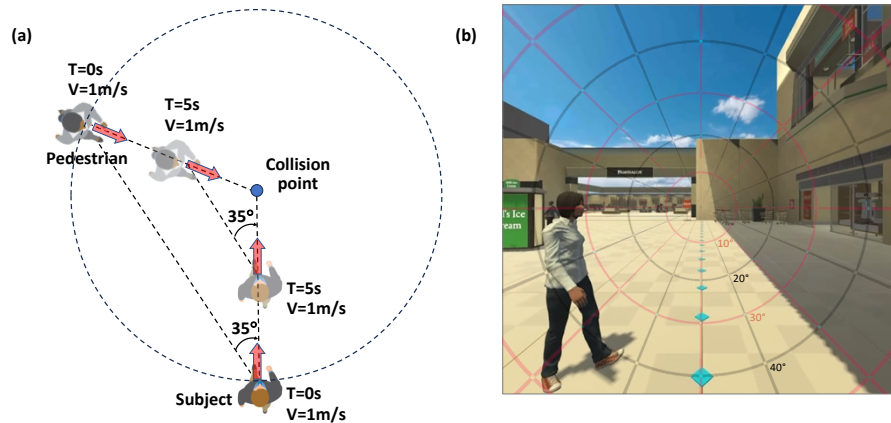 (a)
T=0s
V=1m/s
Pedestrian
T=5s
V=1m/s
Collision
point
35°
T=5s
V=1m/s
35°
Subject
T=0s
V=1m/s
(b)
's Ice
ream
10°
20°
30°
40°